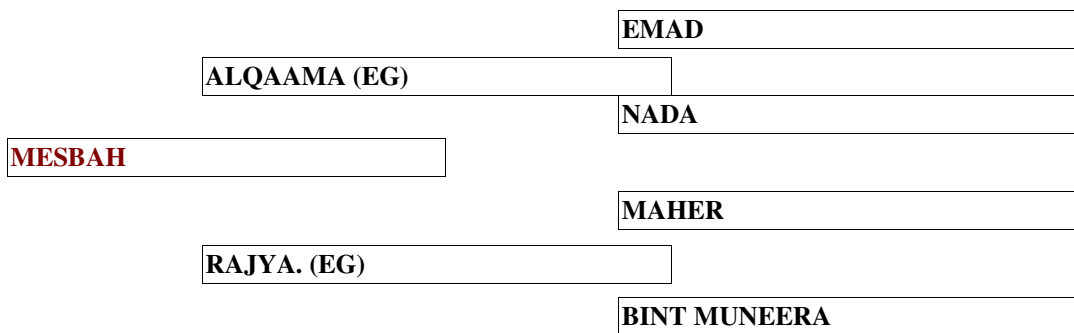 EMAD
ALQAAMA (EG)
NADA
MESBAH
MAHER
RAJYA. (EG)
BINT MUNEERA